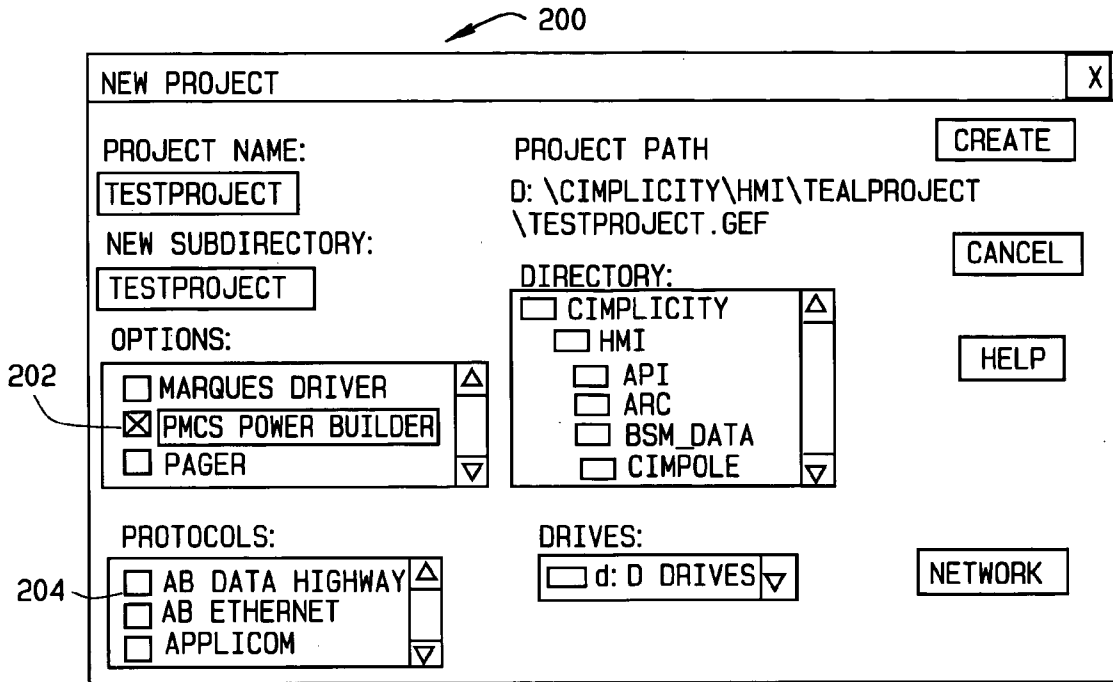 200
NEW PROJECT
X
PROJECT NAME:
TESTPROJECT
NEW SUBDIRECTORY:
TESTPROJECT
PROJECT PATH
D: \CIMPLICITY\HMI\TEALPROJECT
\TESTPROJECT.GEF
CREATE
CANCEL
HELP
OPTIONS:
202
MARQUES DRIVER
PMCS POWER BUILDER
PAGER
DIRECTORY:
CIMPLICITY
HMI
API
ARC
BSM_DATA
CIMPOLE
PROTOCOLS:
204
AB DATA HIGHWAY
AB ETHERNET
APPLICOM
DRIVES:
d: D DRIVES
NETWORK